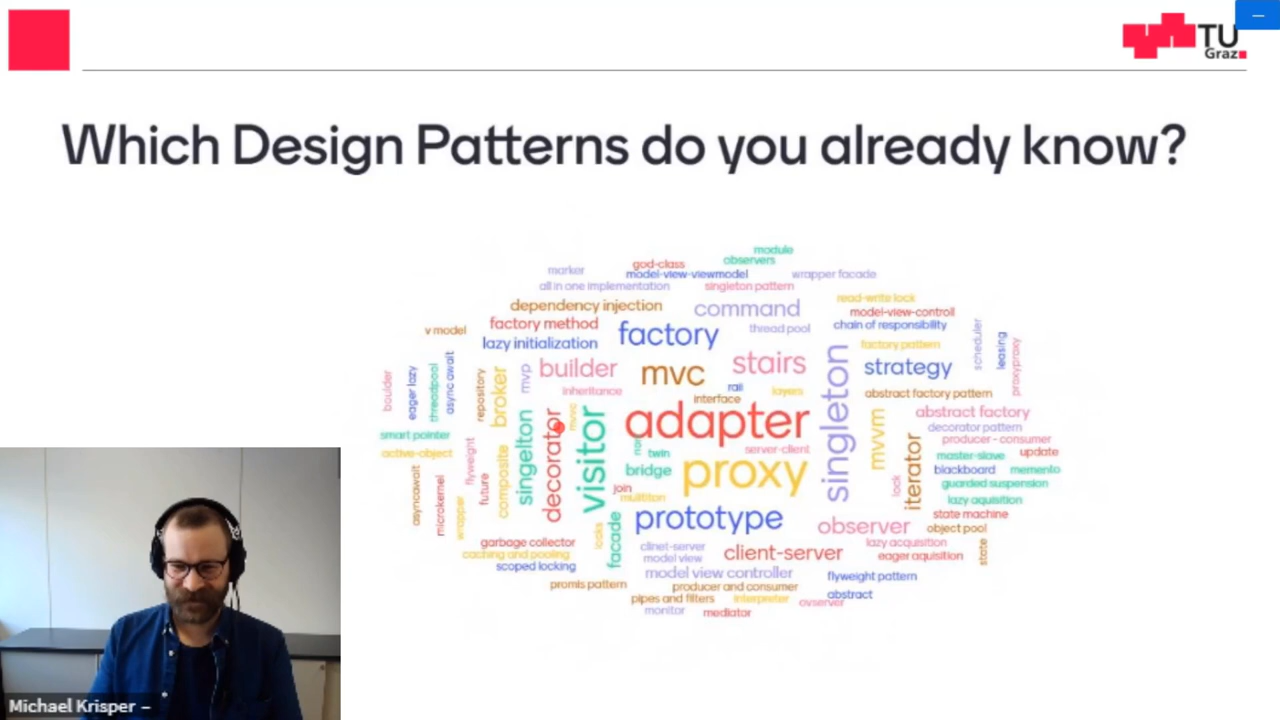 TU
Graz
Which Design Patterns do you already know?
module
god-class
observers
marker
model-view-viewmodel
wrapper facade
all in one implementation
singleton pattern
dependency injection
command
read-write lock
model-view-controll
v model
factory method
factory
thread pool
chain of responsibility
lazy initialization
factory pattern
scheduler
leasing
proxyproxy
boulder
eager lazy
threadpool
async await
repository
broker
mvp
builder
mvc
stairs
strategy
inheritance
rail
layers
interface
singleton
abstract factory pattern
mvvm
abstract factory
decorator pattern
producer - consumer
smart pointer
active-object
flyweight
composite
singelton
decorator
mvvc
visitor
adapter
server-client
twin
bridge
proxy
iterator
master-slave
update
blackboard
memento
guarded suspension
lock
lazy aquisition
asyncawait
microkernel
wrapper
future
join
multiton
prototype
observer
state machine
object pool
state
garbage collector
caching and pooling
scoped locking
looks
facade
clinet-server
model view
client-server
lazy acquisition
eager aquisition
model view controller
flyweight pattern
promis pattern
producer and consumer
abstract
pipes and filters
interpreter
ovserver
monitor
mediator
Michael Krisper –